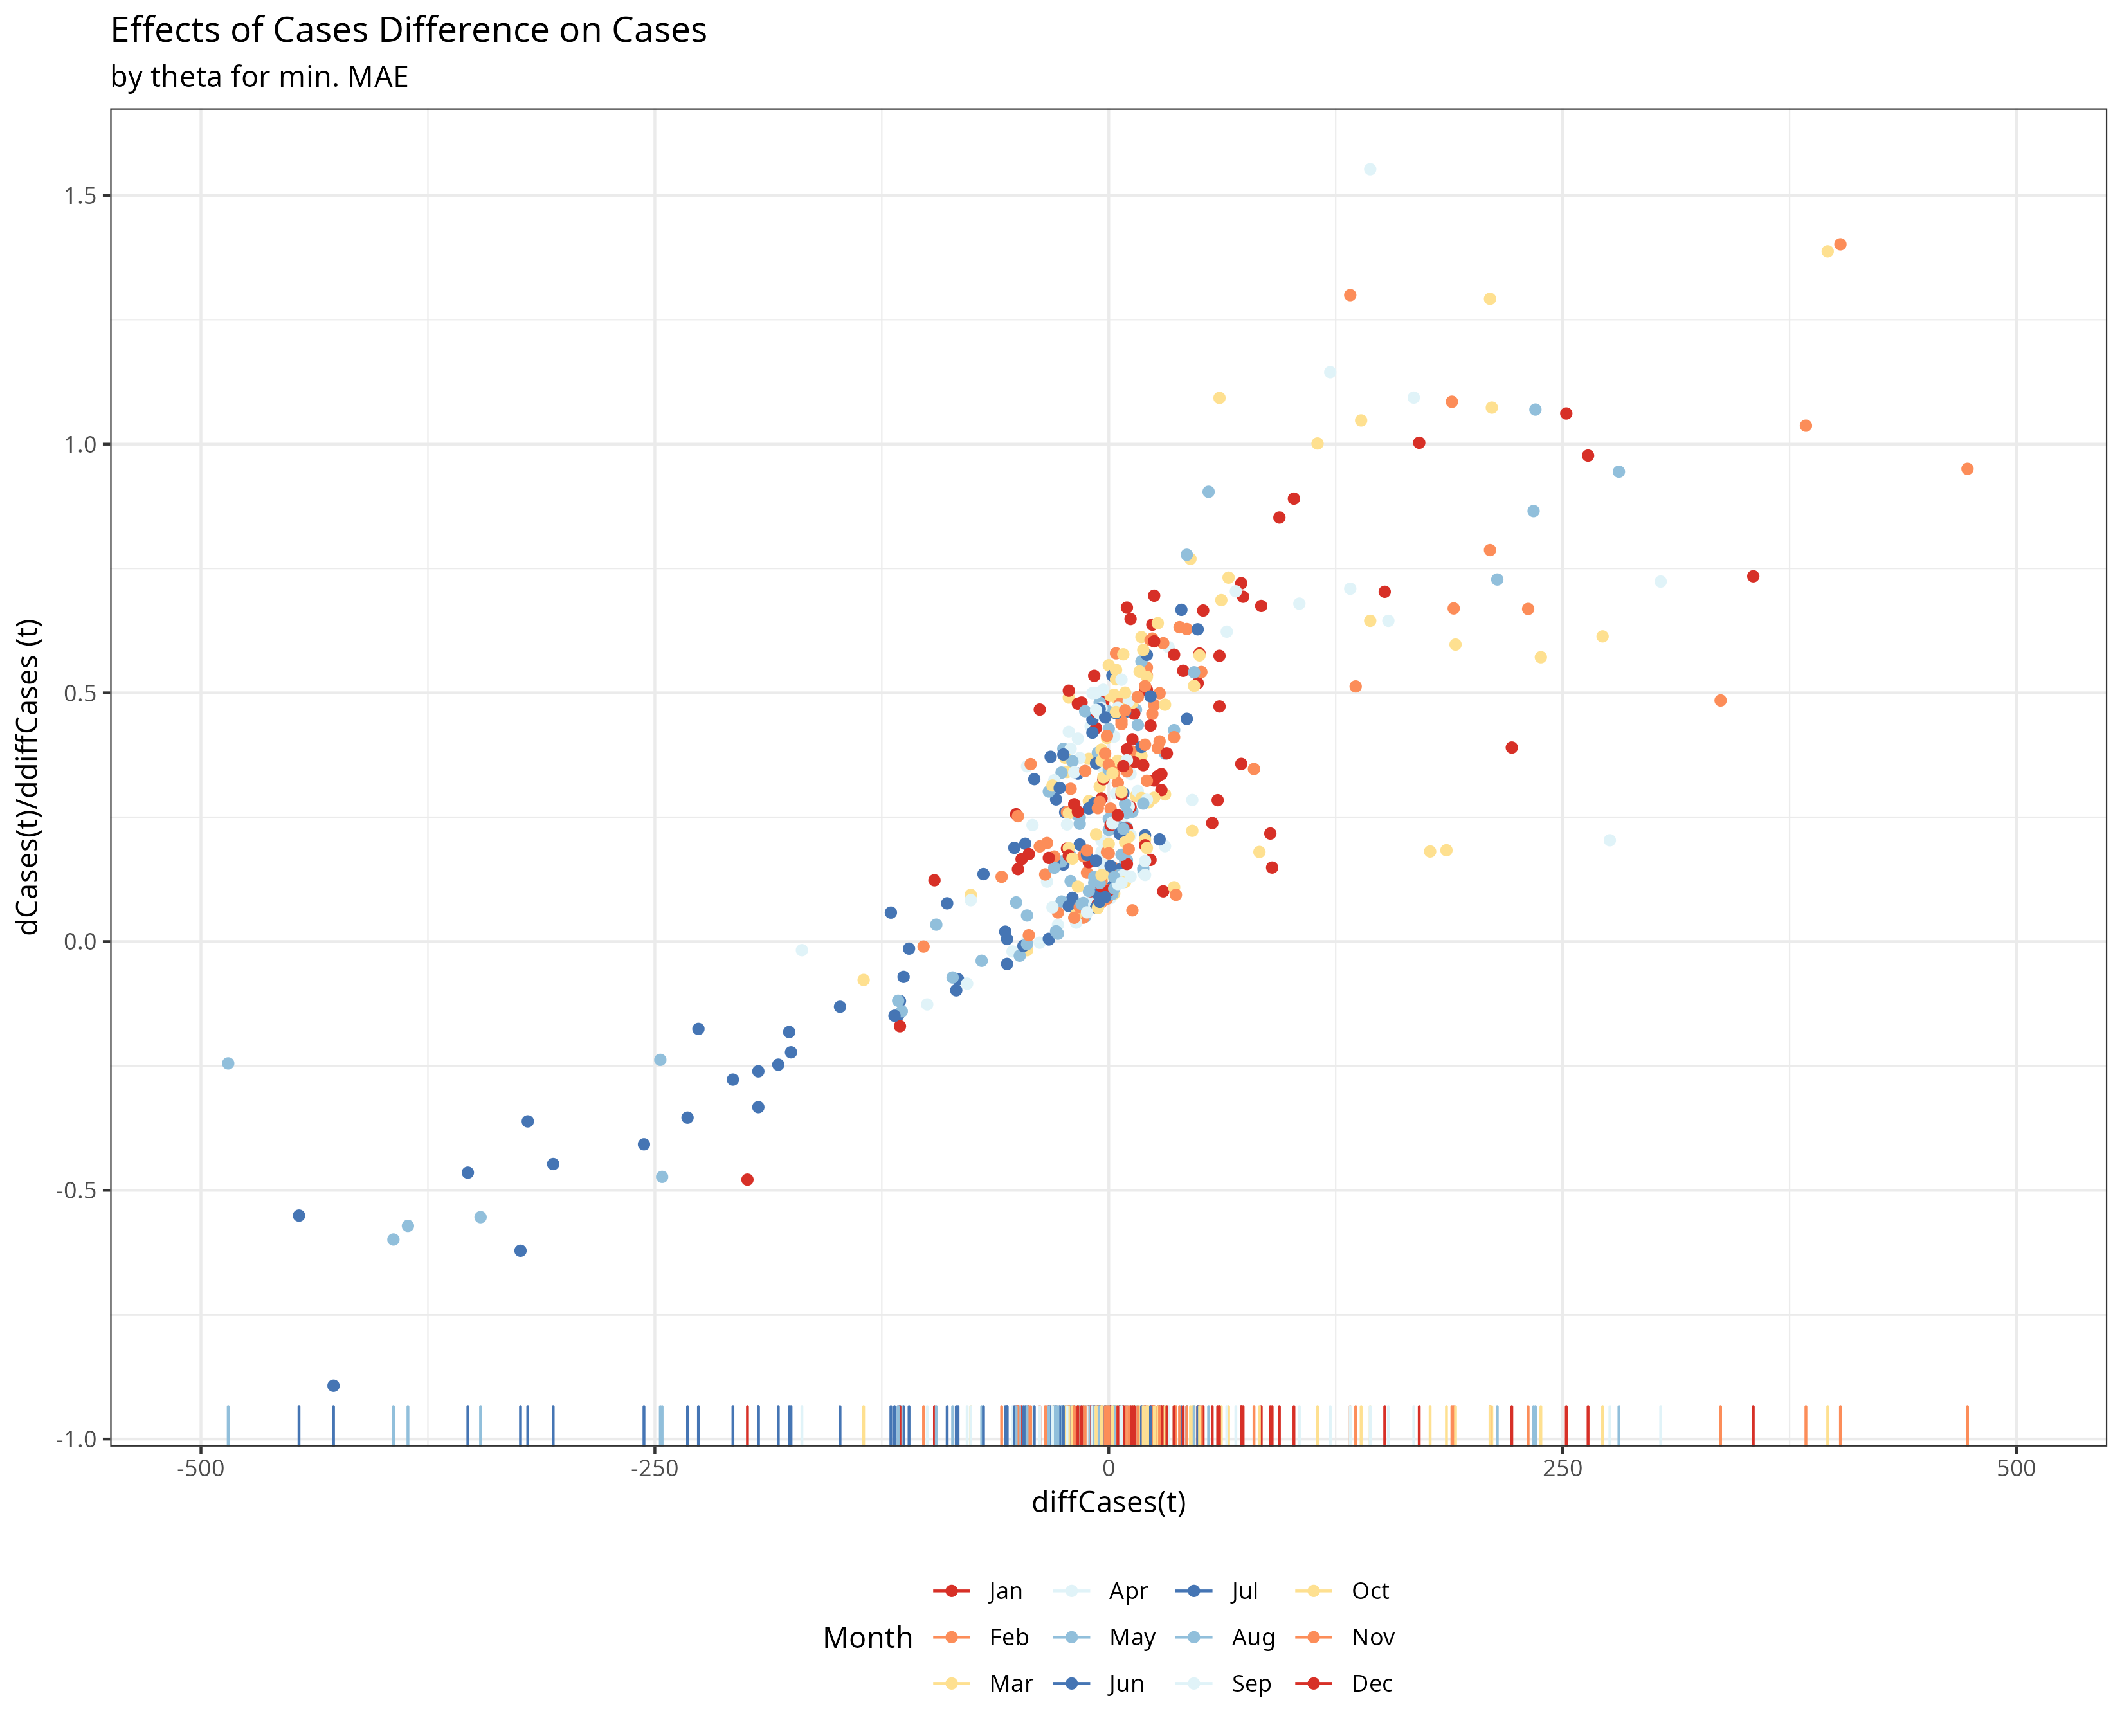 Effects of Cases Difference on Cases
by theta for min. MAE
dCases(t)/ddiffCases (t)
1.5
1.0
0.5
0.0
-0.5
-1.0
-500 -250 0 250 500
diffCases(t)
Month
Jan Apr Jul Oct
Feb May Aug Nov
Mar Jun Sep Dec